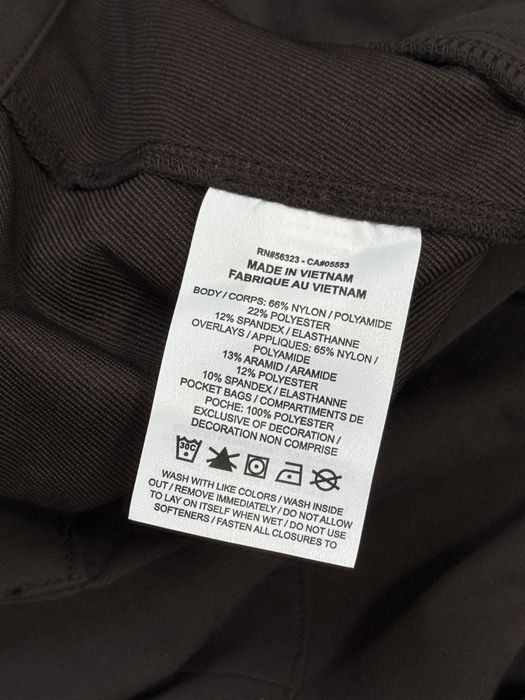 RN#56323 - CA#05553
MADE IN VIETNAM
FABRIQUE AU VIETNAM
BODY / CORPS: 66% NYLON / POLYAMIDE
22% POLYESTER
12% SPANDEX / ELASTHANNE
OVERLAYS / APPLIQUES: 65% NYLON /
POLYAMIDE
13% ARAMID / ARAMIDE
12% POLYESTER
10% SPANDEX / ELASTHANNE
POCKET BAGS / COMPARTIMENTS DE
POCHE: 100% POLYESTER
EXCLUSIVE OF DECORATION /
DECORATION NON COMPRISE
30C
WASH WITH LIKE COLORS / WASH INSIDE
OUT / REMOVE IMMEDIATELY / DO NOT ALLOW
TO LAY ON ITSELF WHEN WET / DO NOT USE
SOFTENERS / FASTEN ALL CLOSURES TO